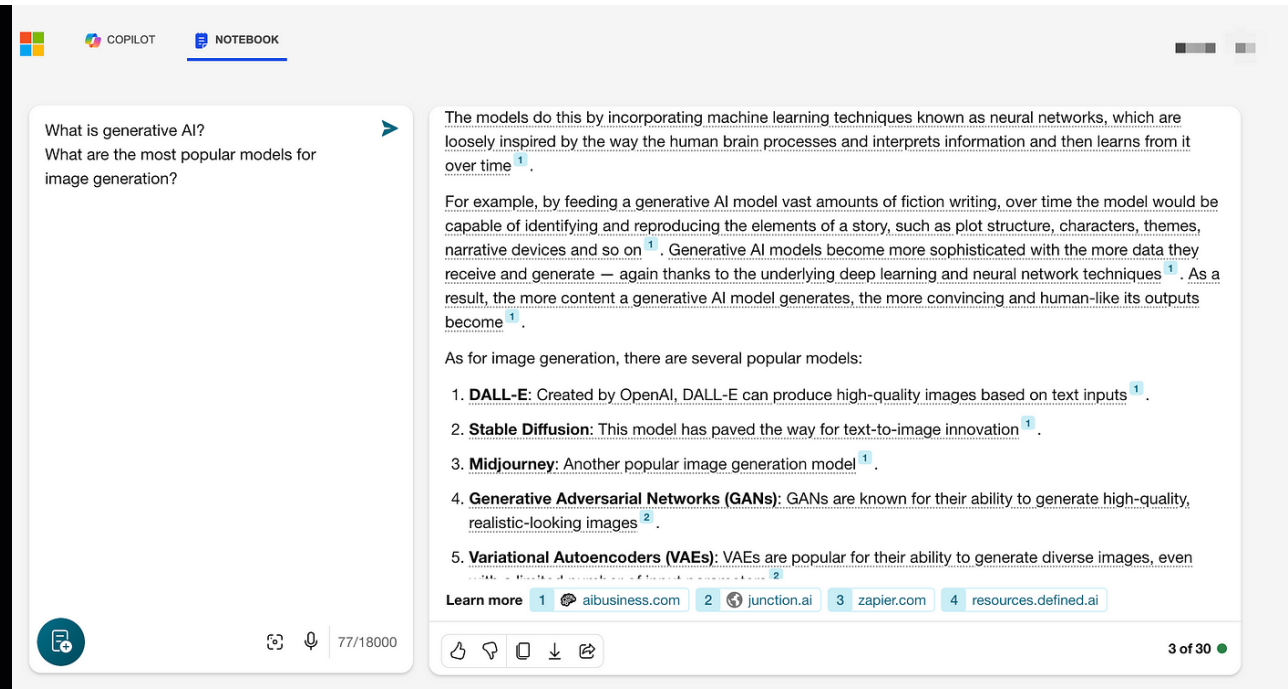 COPILOT
NOTEBOOK
What is generative AI?
What are the most popular models for
image generation?
77/18000
The models do this by incorporating machine learning techniques known as neural networks, which are
loosely inspired by the way the human brain processes and interprets information and then learns from it
over time 1 .
For example, by feeding a generative AI model vast amounts of fiction writing, over time the model would be
capable of identifying and reproducing the elements of a story, such as plot structure, characters, themes,
narrative devices and so on 1 . Generative AI models become more sophisticated with the more data they
receive and generate — again thanks to the underlying deep learning and neural network techniques 1 . As a
result, the more content a generative AI model generates, the more convincing and human-like its outputs
become 1 .
As for image generation, there are several popular models:
1. DALL-E: Created by OpenAI, DALL-E can produce high-quality images based on text inputs 1 .
2. Stable Diffusion: This model has paved the way for text-to-image innovation 1 .
3. Midjourney: Another popular image generation model 1 .
4. Generative Adversarial Networks (GANs): GANs are known for their ability to generate high-quality,
realistic-looking images 2 .
5. Variational Autoencoders (VAEs): VAEs are popular for their ability to generate diverse images, even
2
Learn more 1 aibusiness.com 2 junction.ai 3 zapier.com 4 resources.defined.ai
3 of 30